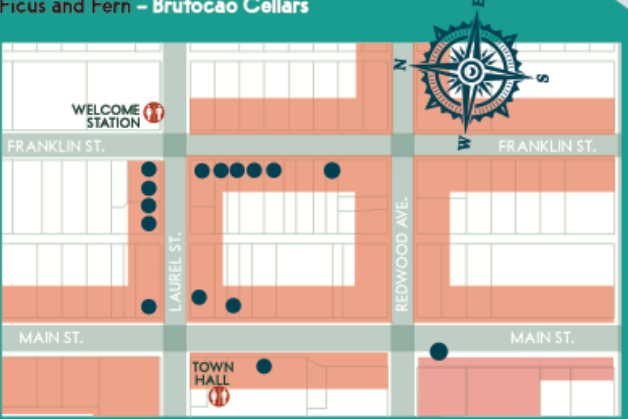 Ficus and Fern – Brutocao Cellars
E
N
S
W
WELCOME
STATION
FRANKLIN ST.
FRANKLIN ST.
LAUREL ST.
REDWOOD AVE.
MAIN ST.
MAIN ST.
TOWN
HALL